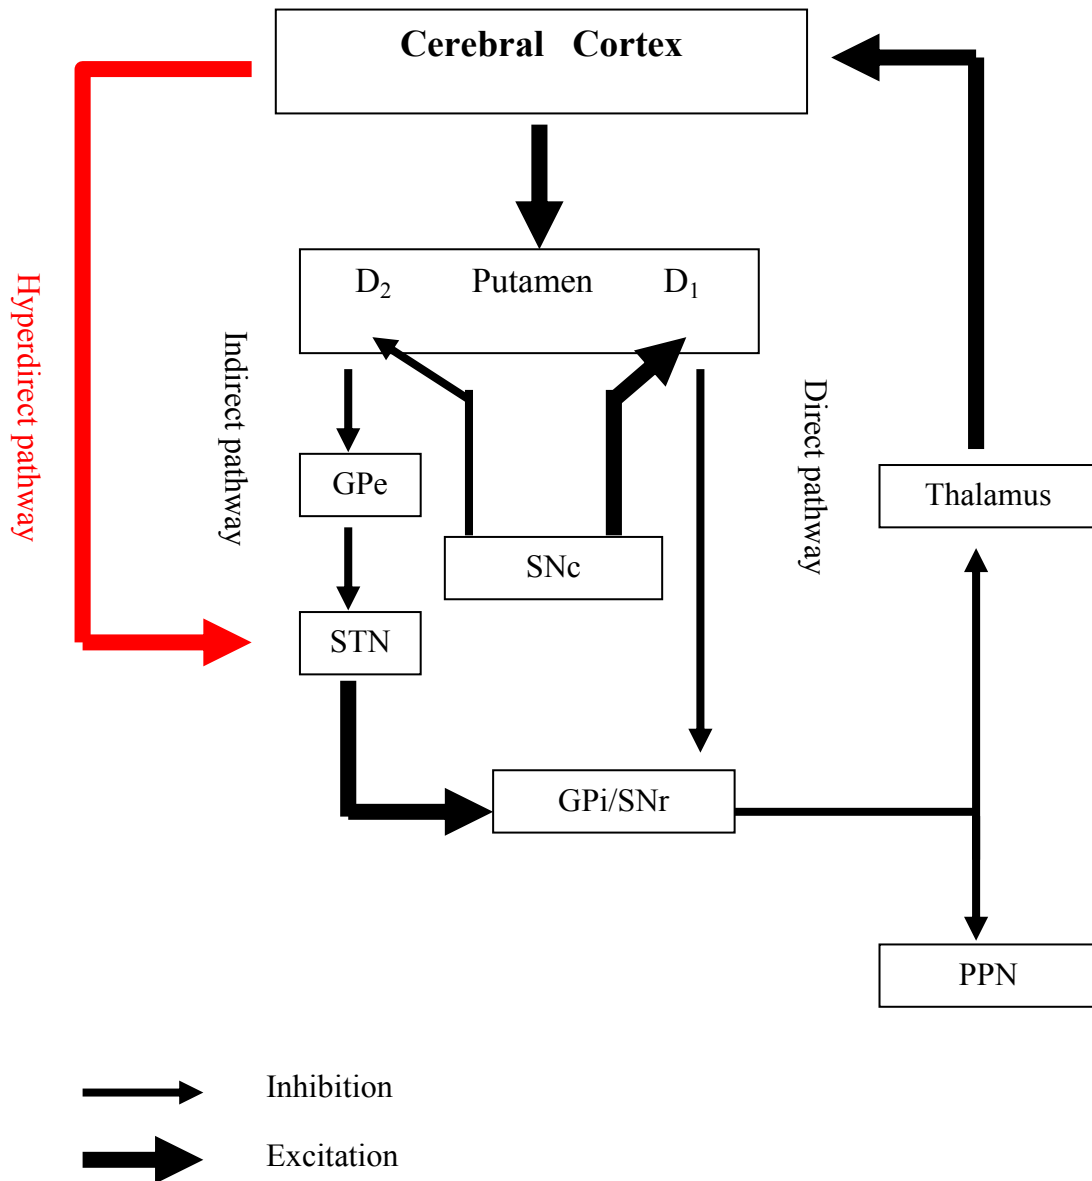 Cerebral Cortex
D₂ Putamen D₁
Hyperdirect pathway
Indirect pathway
Direct pathway
GPe
Thalamus
SNc
STN
GPi/SNr
PPN
Inhibition
Excitation